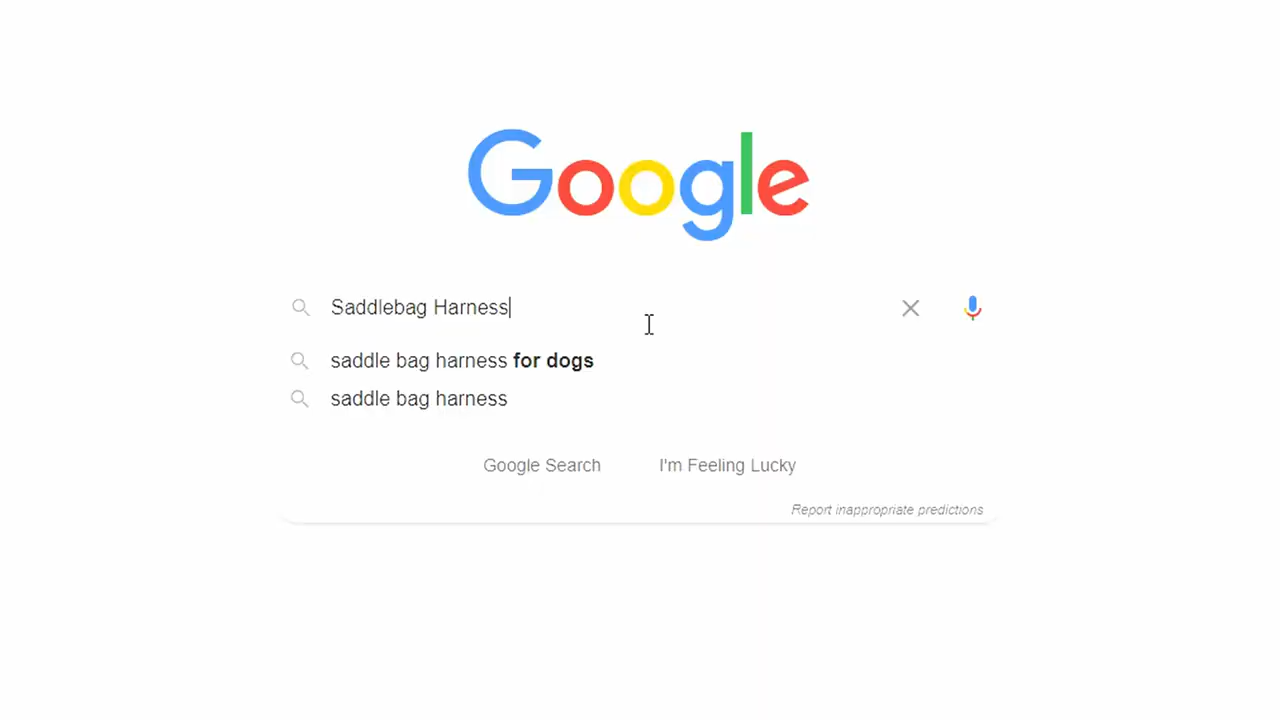 Google
Saddlebag Harness
saddle bag harness for dogs
saddle bag harness
Google Search I'm Feeling Lucky
Report inappropriate predictions